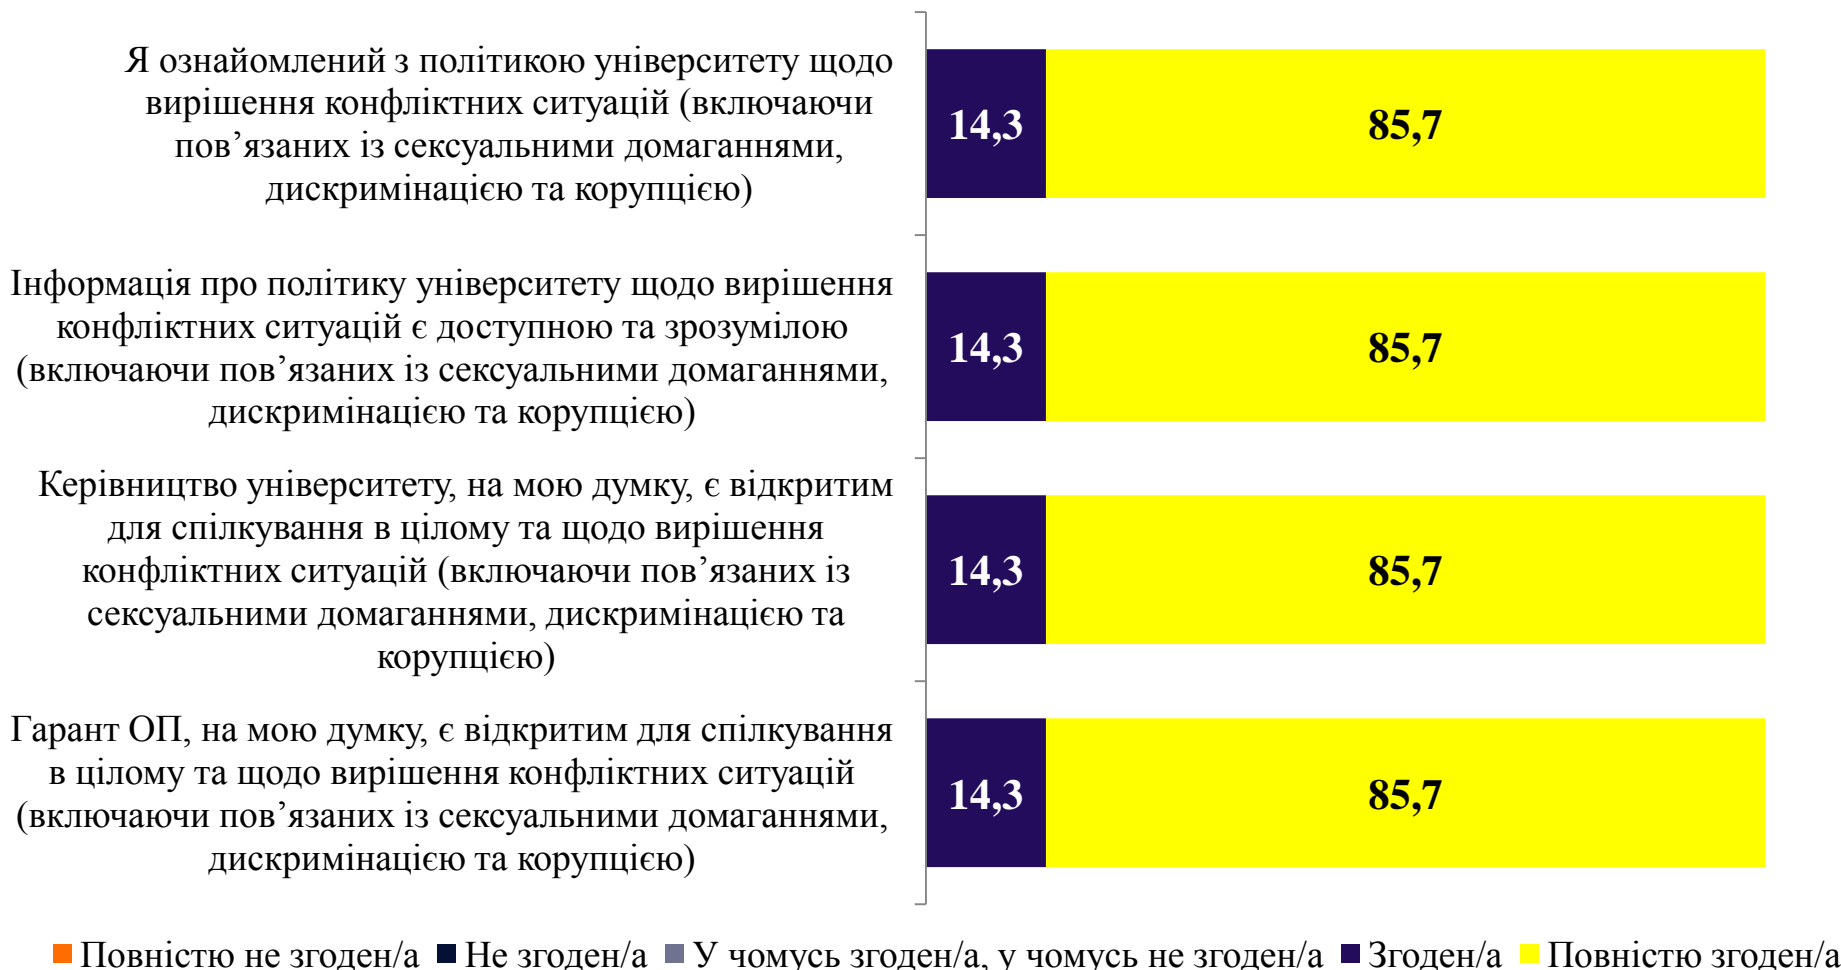 Я ознайомлений з політикою університету щодо
вирішення конфліктних ситуацій (включаючи
пов’язаних із сексуальними домаганнями,
дискримінацією та корупцією)
14,3
85,7
Інформація про політику університету щодо вирішення
конфліктних ситуацій є доступною та зрозумілою
(включаючи пов’язаних із сексуальними домаганнями,
дискримінацією та корупцією)
14,3
85,7
Керівництво університету, на мою думку, є відкритим
для спілкування в цілому та щодо вирішення
конфліктних ситуацій (включаючи пов’язаних із
сексуальними домаганнями, дискримінацією та
корупцією)
14,3
85,7
Гарант ОП, на мою думку, є відкритим для спілкування
в цілому та щодо вирішення конфліктних ситуацій
(включаючи пов’язаних із сексуальними домаганнями,
дискримінацією та корупцією)
14,3
85,7
Повністю не згоден/а Не згоден/а У чомусь згоден/а, у чомусь не згоден/а Згоден/а Повністю згоден/а